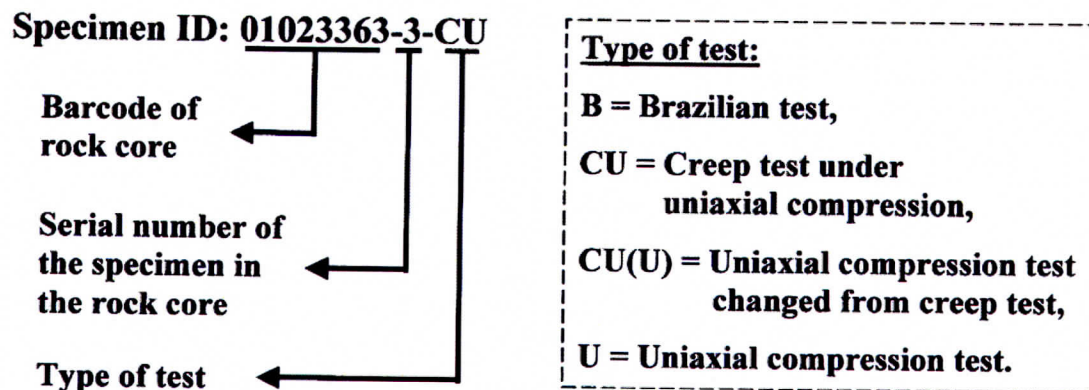 Specimen ID: 01023363-3-CU
Barcode of
rock core
Serial number of
the specimen in
the rock core
Type of test
Type of test:
B = Brazilian test,
CU = Creep test under
uniaxial compression,
CU(U) = Uniaxial compression test
changed from creep test,
U = Uniaxial compression test.